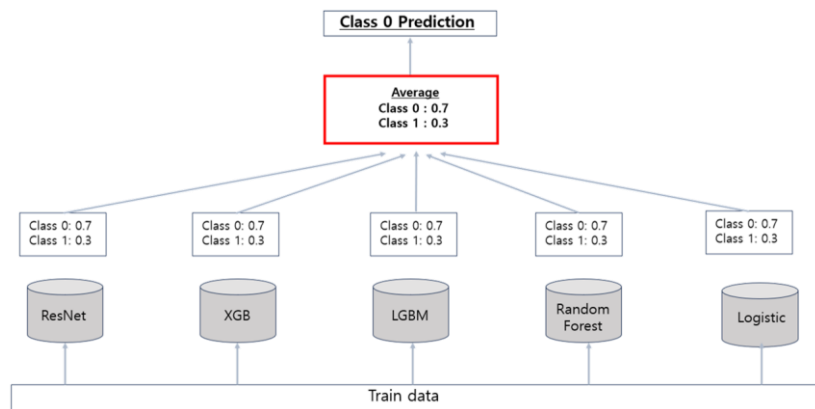 Class 0 Prediction
Average
Class 0 : 0.7
Class 1 : 0.3
Class 0: 0.7
Class 1: 0.3
Class 0: 0.7
Class 1: 0.3
Class 0: 0.7
Class 1: 0.3
Class 0: 0.7
Class 1: 0.3
Class 0: 0.7
Class 1: 0.3
ResNet
XGB
LGBM
Random
Forest
Logistic
Train data